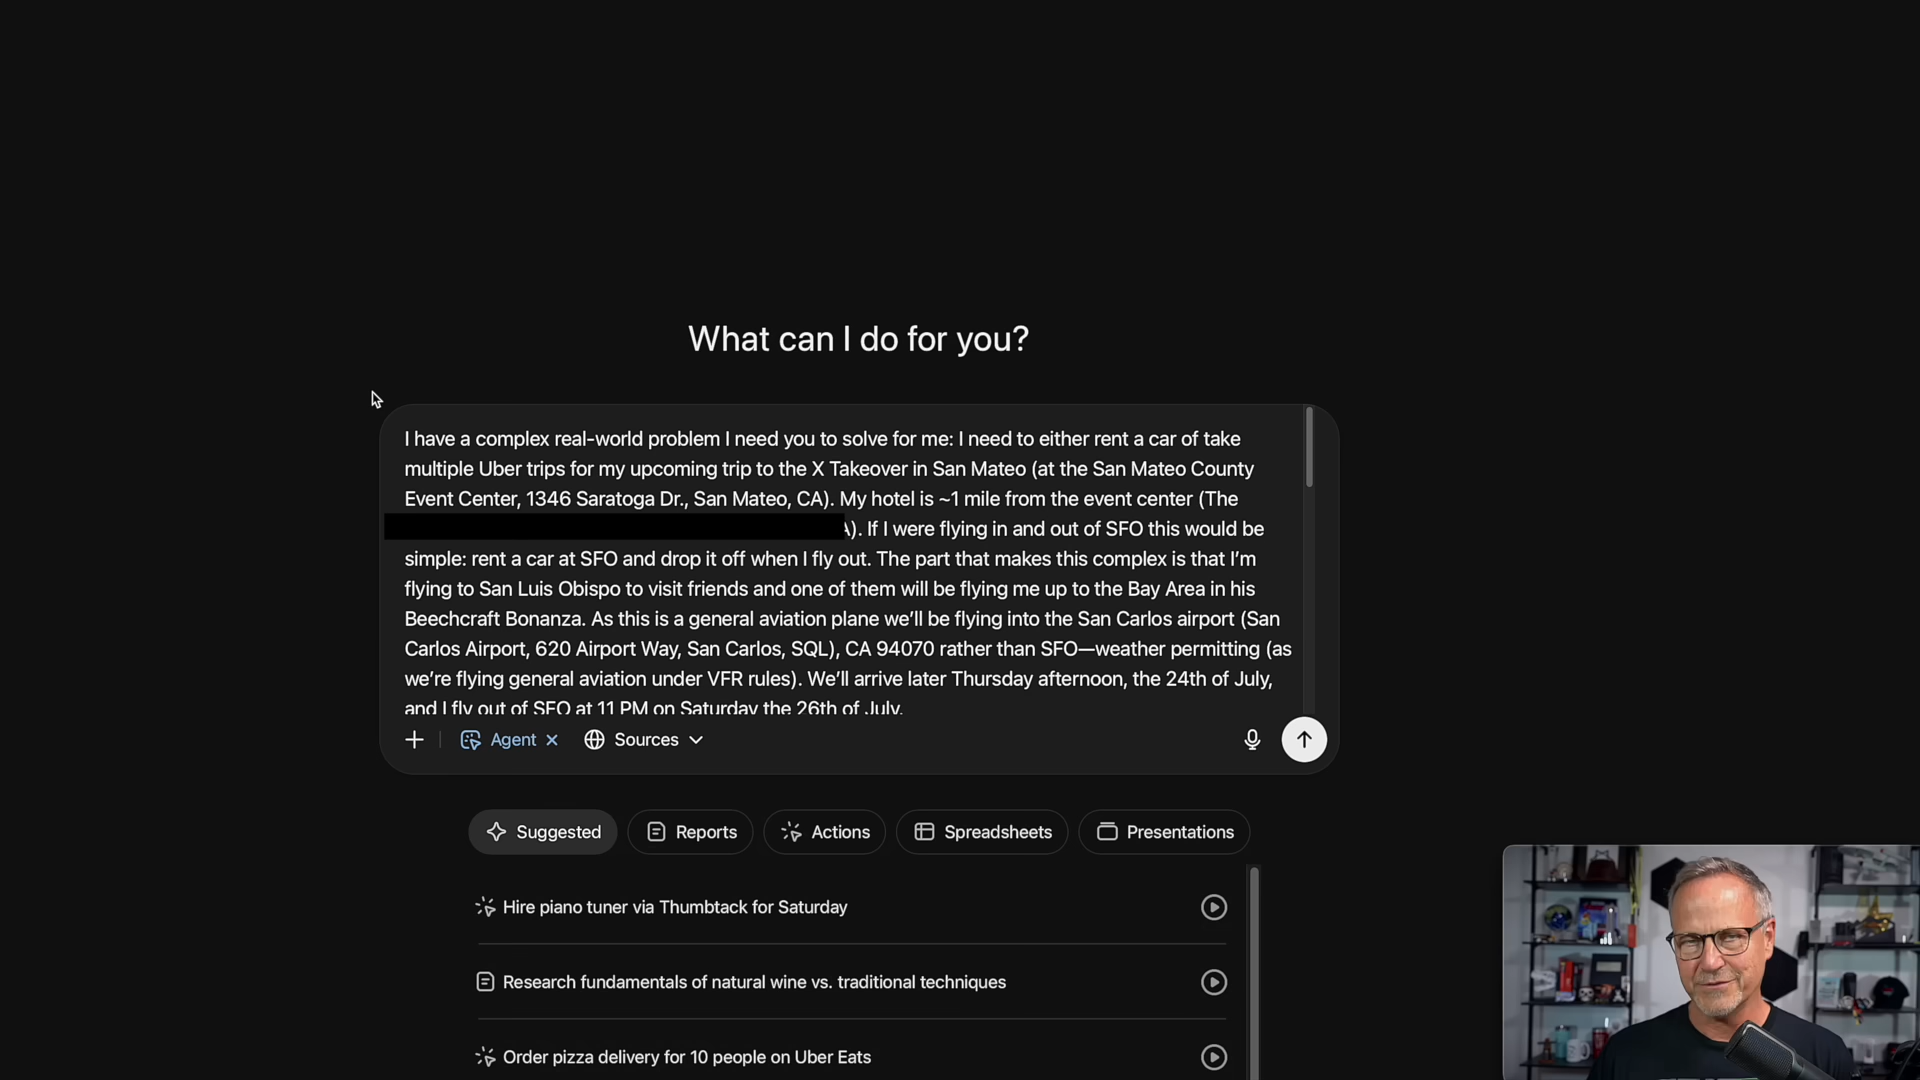 What can I do for you?
I have a complex real-world problem I need you to solve for me: I need to either rent a car of take
multiple Uber trips for my upcoming trip to the X Takeover in San Mateo (at the San Mateo County
Event Center, 1346 Saratoga Dr., San Mateo, CA). My hotel is ~1 mile from the event center (The
A). If I were flying in and out of SFO this would be
simple: rent a car at SFO and drop it off when I fly out. The part that makes this complex is that I’m
flying to San Luis Obispo to visit friends and one of them will be flying me up to the Bay Area in his
Beechcraft Bonanza. As this is a general aviation plane we’ll be flying into the San Carlos airport (San
Carlos Airport, 620 Airport Way, San Carlos, SQL), CA 94070 rather than SFO—weather permitting (as
we’re flying general aviation under VFR rules). We’ll arrive later Thursday afternoon, the 24th of July,
and I fly out of SFO at 11 PM on Saturday the 26th of July.
Agent
Sources
Suggested
Reports
Actions
Spreadsheets
Presentations
Hire piano tuner via Thumbtack for Saturday
Research fundamentals of natural wine vs. traditional techniques
Order pizza delivery for 10 people on Uber Eats